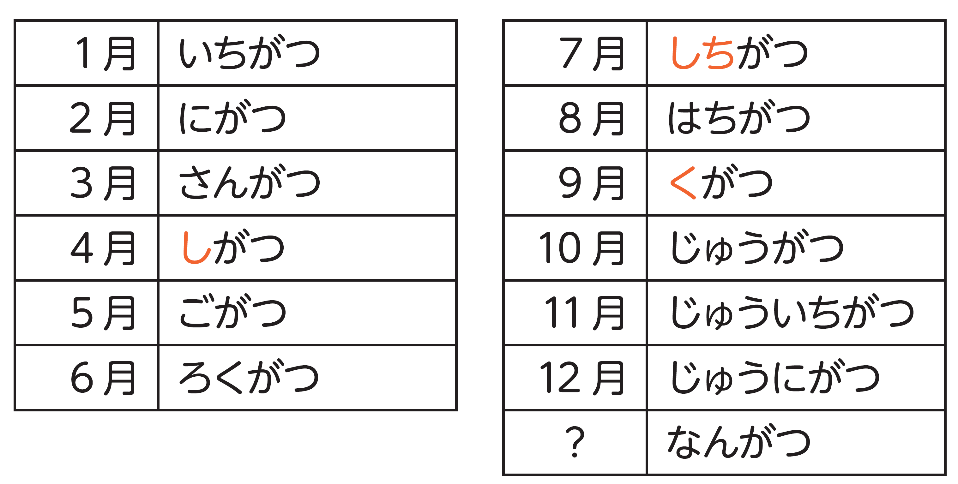 1月 いちがつ
2月 にがつ
3月 さんがつ
4月 しがつ
5月 ごがつ
6月 ろくがつ
7月 しちがつ
8月 はちがつ
9月 くがつ
10月 じゅうがつ
11月 じゅういちがつ
12月 じゅうにがつ
? なんがつ